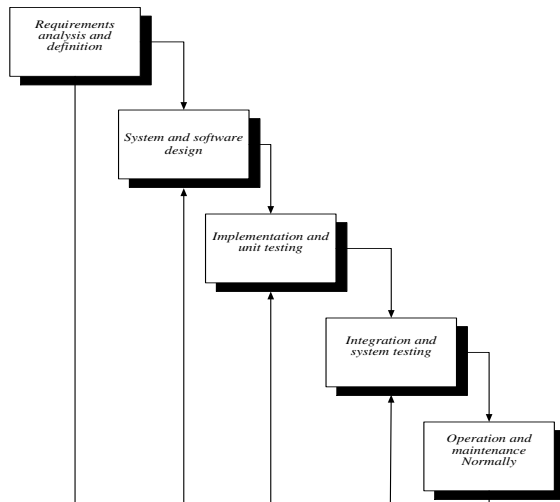 Requirements
analysis and
definition
System and software
design
Implementation and
unit testing
Integration and
system testing
Operation and
maintenance
Normally